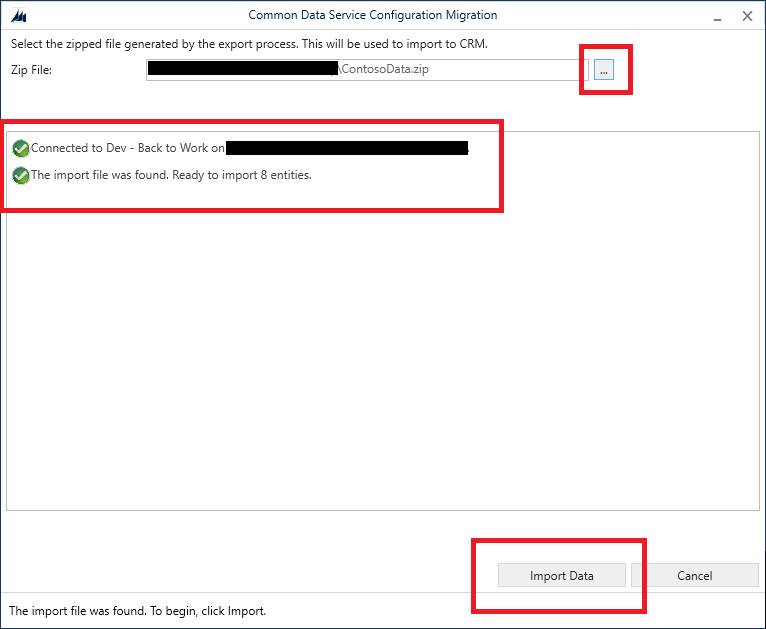 Common Data Service Configuration Migration
Select the zipped file generated by the export process. This will be used to import to CRM.
Zip File: \ContosoData.zip ...
Connected to Dev - Back to Work on
The import file was found. Ready to import 8 entities.
Import Data Cancel
The import file was found. To begin, click Import.